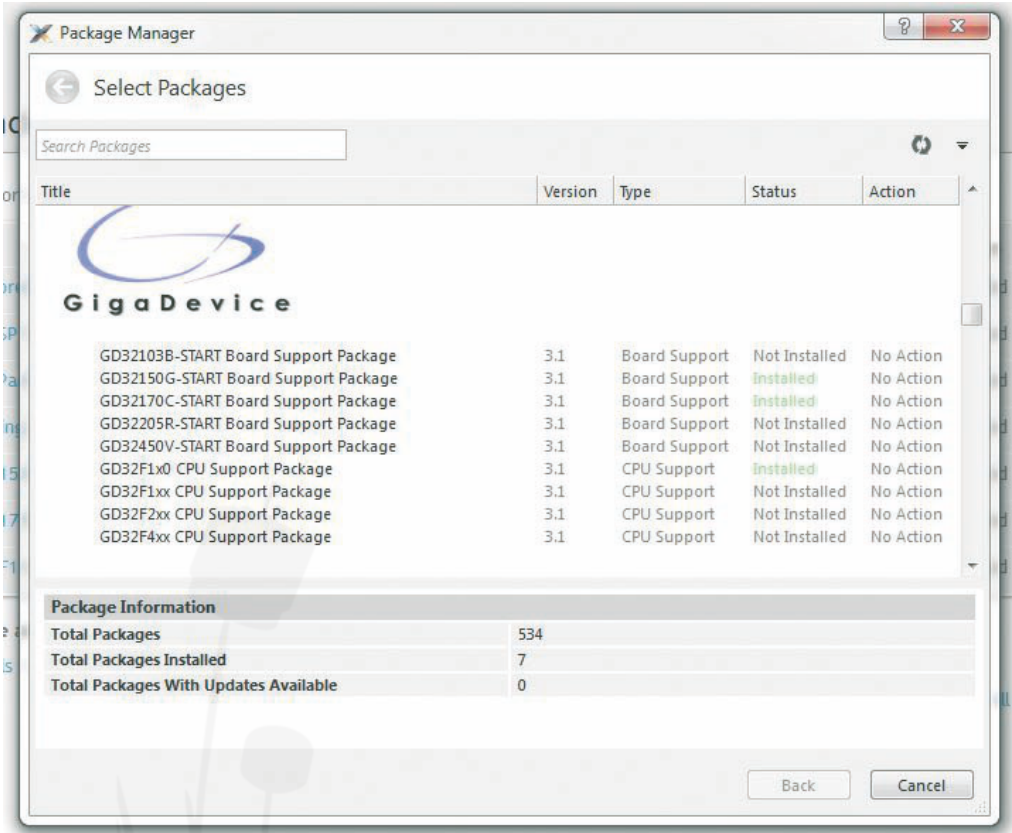 Package Manager
Select Packages
Search Packages
Title Version Type Status Action
GigaDevice
GD32103B-START Board Support Package 3.1 Board Support Not Installed No Action
GD32150G-START Board Support Package 3.1 Board Support Installed No Action
GD32170C-START Board Support Package 3.1 Board Support Installed No Action
GD32205R-START Board Support Package 3.1 Board Support Not Installed No Action
GD32450V-START Board Support Package 3.1 Board Support Not Installed No Action
GD32F1x0 CPU Support Package 3.1 CPU Support Installed No Action
GD32F1xx CPU Support Package 3.1 CPU Support Not Installed No Action
GD32F2xx CPU Support Package 3.1 CPU Support Not Installed No Action
GD32F4xx CPU Support Package 3.1 CPU Support Not Installed No Action
Package Information
Total Packages 534
Total Packages Installed 7
Total Packages With Updates Available 0
Back Cancel